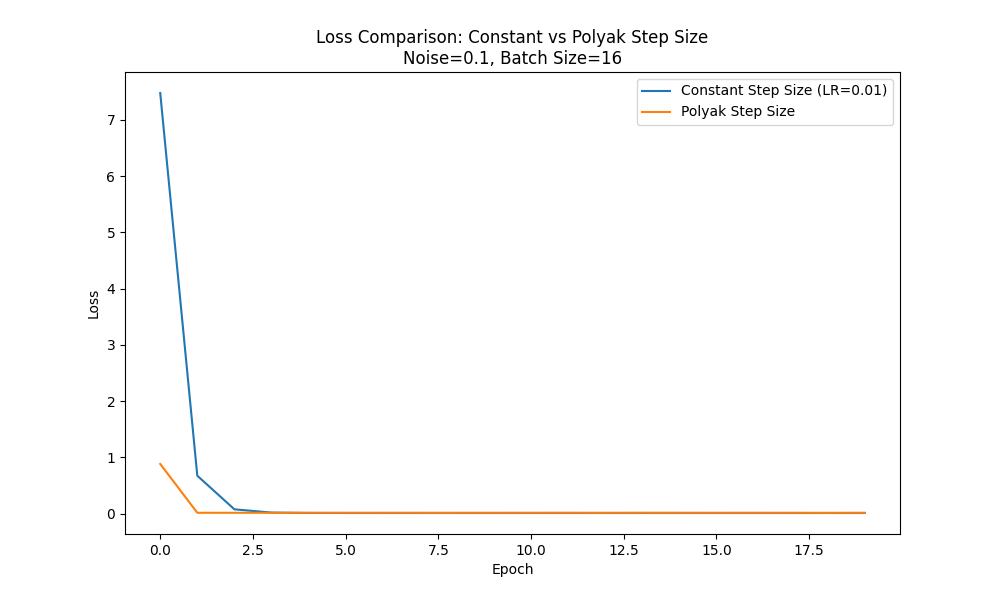 Loss Comparison: Constant vs Polyak Step Size
Noise=0.1, Batch Size=16
Constant Step Size (LR=0.01)
Polyak Step Size
Loss
7
6
5
4
3
2
1
0
0.0 2.5 5.0 7.5 10.0 12.5 15.0 17.5
Epoch